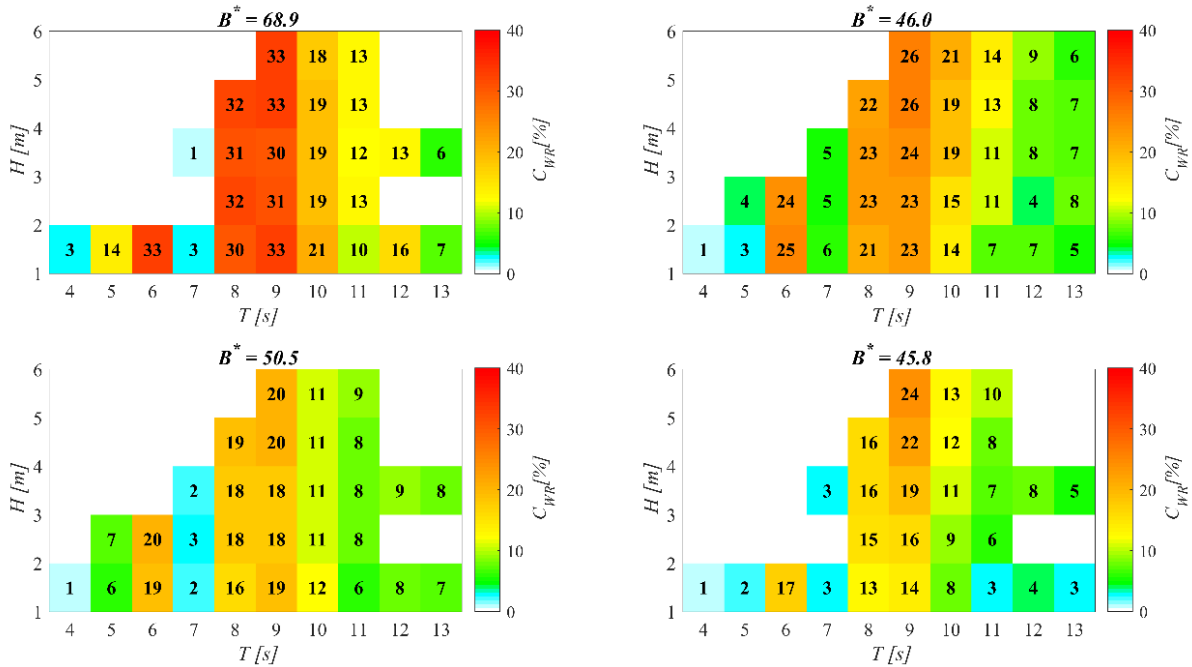 B* = 68.9
6 33 18 13 40
5 32 33 19 13 30
4 1 31 30 19 12 13 6 20
3 32 31 19 13 10
2 3 14 33 3 30 33 21 10 16 7
1 0
4 5 6 7 8 9 10 11 12 13
H [m]
T [s]
C_WR [%]
B* = 46.0
6 26 21 14 9 6 40
5 22 26 19 13 8 7 30
4 5 23 24 19 11 8 7 20
3 4 24 5 23 23 15 11 4 8 10
2 1 3 25 6 21 23 14 7 7 5
1 0
4 5 6 7 8 9 10 11 12 13
H [m]
T [s]
C_WR [%]
B* = 50.5
6 20 11 9 40
5 19 20 11 8 30
4 2 18 18 11 8 9 8 20
3 7 20 3 18 18 11 8 10
2 1 6 19 2 16 19 12 6 8 7
1 0
4 5 6 7 8 9 10 11 12 13
H [m]
T [s]
C_WR [%]
B* = 45.8
6 24 13 10 40
5 16 22 12 8 30
4 3 16 19 11 7 8 5 20
3 15 16 9 6 10
2 1 2 17 3 13 14 8 3 4 3
1 0
4 5 6 7 8 9 10 11 12 13
H [m]
T [s]
C_WR [%]